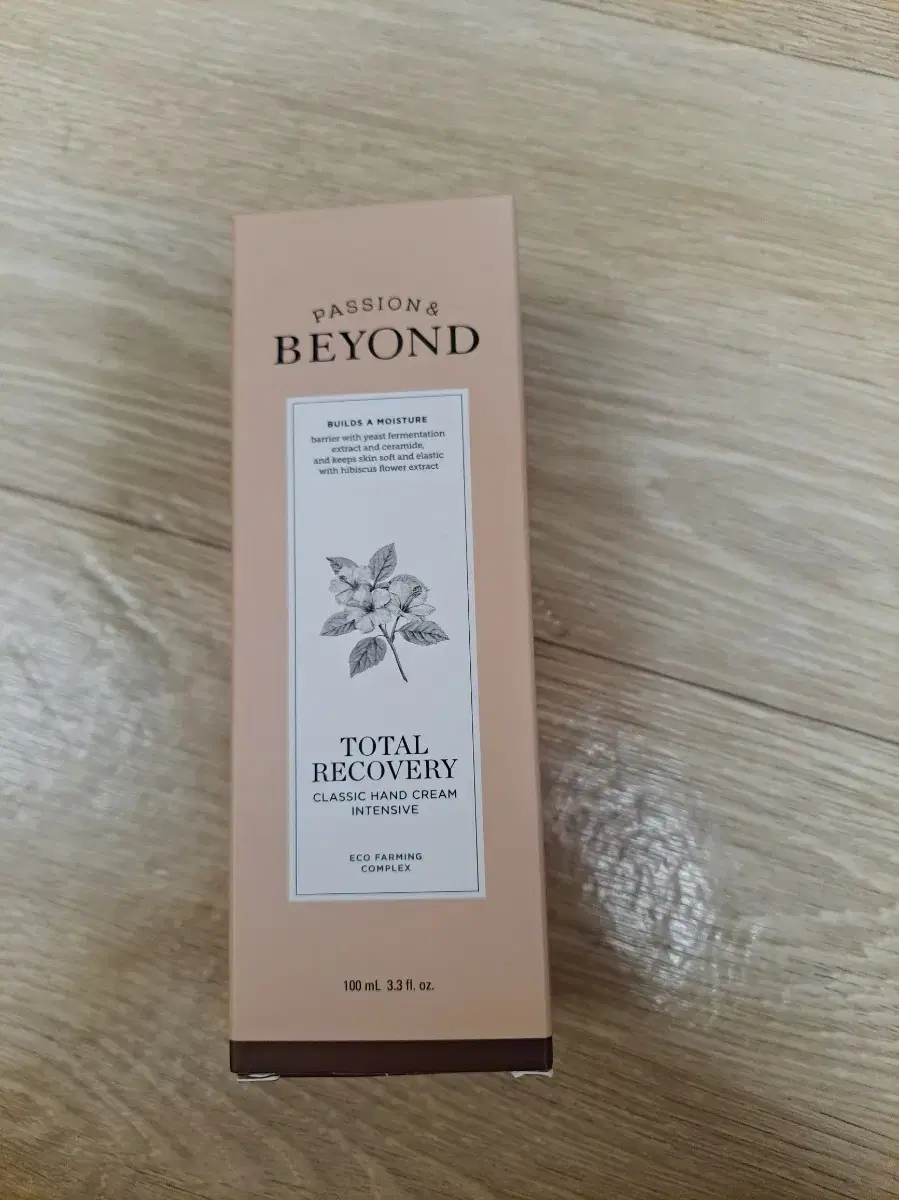 PASSION &
BEYOND
BUILDS A MOISTURE
barrier with yeast fermentation
extract and ceramide,
and keeps skin soft and elastic
with hibiscus flower extract
TOTAL
RECOVERY
CLASSIC HAND CREAM
INTENSIVE
ECO FARMING
COMPLEX
100 mL 3.3 fl. oz.